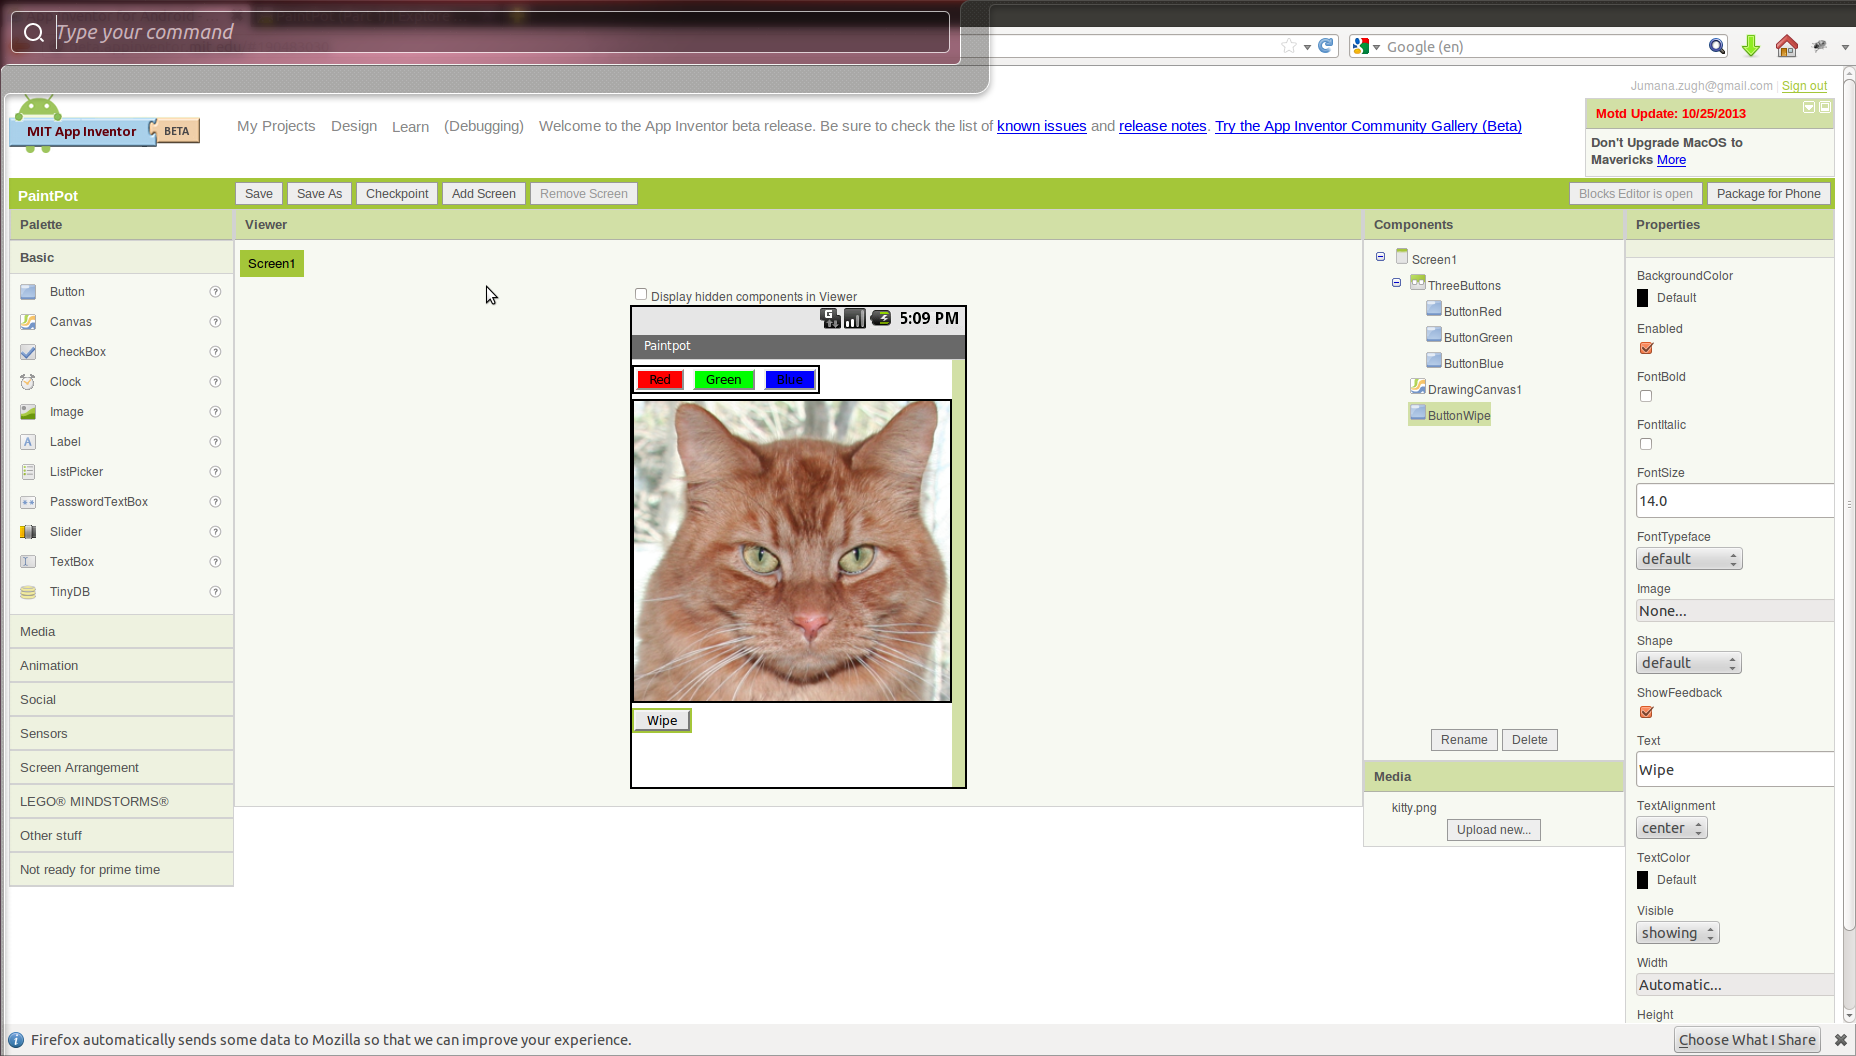 Type your command
Google (en)
Jumana.zugh@gmail.com | Sign out
MIT App Inventor BETA
My Projects Design Learn (Debugging) Welcome to the App Inventor beta release. Be sure to check the list of known issues and release notes. Try the App Inventor Community Gallery (Beta)
Motd Update: 10/25/2013
Don't Upgrade MacOS to
Mavericks More
PaintPot
Save Save As Checkpoint Add Screen Remove Screen
Blocks Editor is open Package for Phone
Palette
Basic
Button ?
Canvas ?
CheckBox ?
Clock ?
Image ?
Label ?
ListPicker ?
PasswordTextBox ?
Slider ?
TextBox ?
TinyDB ?
Media
Animation
Social
Sensors
Screen Arrangement
LEGO® MINDSTORMS®
Other stuff
Not ready for prime time
Viewer
Screen1
Display hidden components in Viewer
5:09 PM
Paintpot
Red Green Blue
Wipe
Components
Screen1
ThreeButtons
ButtonRed
ButtonGreen
ButtonBlue
DrawingCanvas1
ButtonWipe
Rename Delete
Media
kitty.png
Upload new...
Properties
BackgroundColor
Default
Enabled
FontBold
FontItalic
FontSize
14.0
FontTypeface
default
Image
None...
Shape
default
ShowFeedback
Text
Wipe
TextAlignment
center
TextColor
Default
Visible
showing
Width
Automatic...
Height
Firefox automatically sends some data to Mozilla so that we can improve your experience.
Choose What I Share